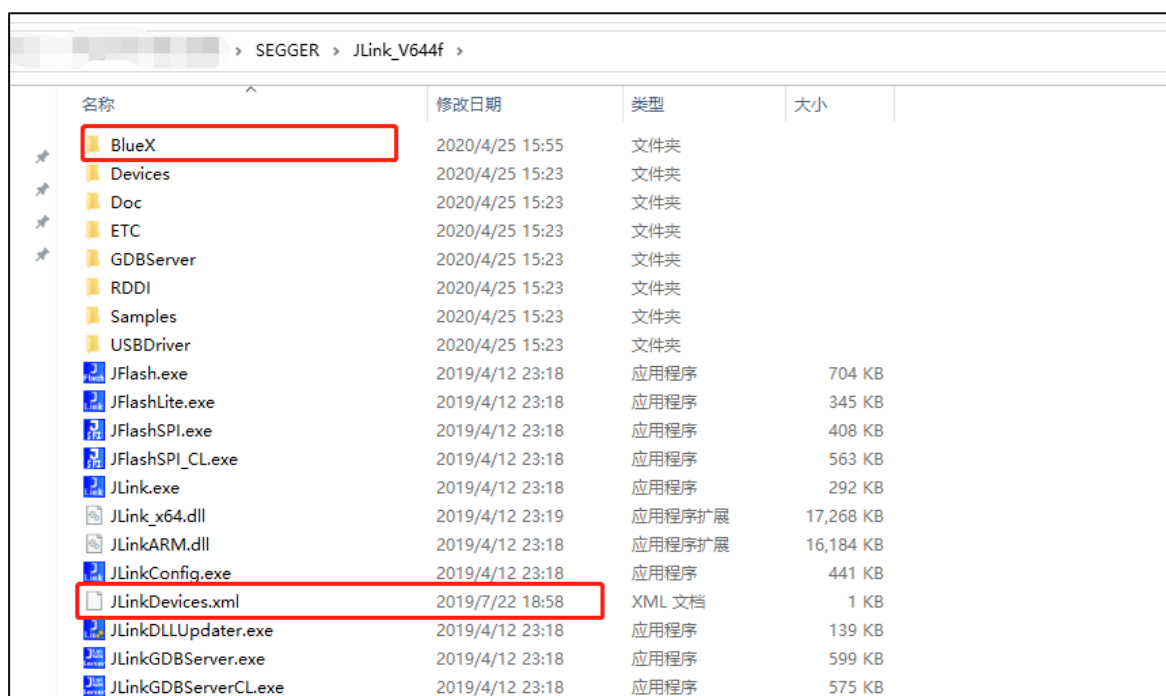 SEGGER > JLink_V644f >
名称 修改日期 类型 大小
BlueX 2020/4/25 15:55 文件夹
Devices 2020/4/25 15:23 文件夹
Doc 2020/4/25 15:23 文件夹
ETC 2020/4/25 15:23 文件夹
GDBServer 2020/4/25 15:23 文件夹
RDDI 2020/4/25 15:23 文件夹
Samples 2020/4/25 15:23 文件夹
USBDriver 2020/4/25 15:23 文件夹
JFlash.exe 2019/4/12 23:18 应用程序 704 KB
JFlashLite.exe 2019/4/12 23:18 应用程序 345 KB
JFlashSPI.exe 2019/4/12 23:18 应用程序 408 KB
JFlashSPI_CL.exe 2019/4/12 23:18 应用程序 563 KB
JLink.exe 2019/4/12 23:18 应用程序 292 KB
JLink_x64.dll 2019/4/12 23:19 应用程序扩展 17,268 KB
JLinkARM.dll 2019/4/12 23:18 应用程序扩展 16,184 KB
JLinkConfig.exe 2019/4/12 23:18 应用程序 441 KB
JLinkDevices.xml 2019/7/22 18:58 XML 文档 1 KB
JLinkDLLUpdater.exe 2019/4/12 23:18 应用程序 139 KB
JLinkGDBServer.exe 2019/4/12 23:18 应用程序 599 KB
JLinkGDBServerCL.exe 2019/4/12 23:18 应用程序 575 KB